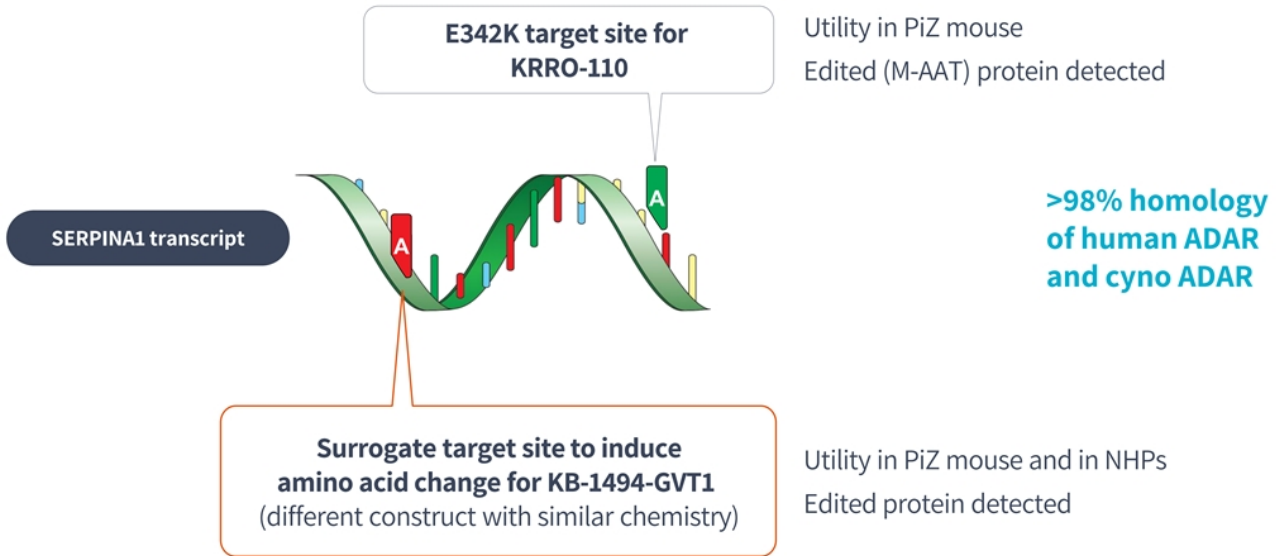 E342K target site for
KRRO-110
Utility in PiZ mouse
Edited (M-AAT) protein detected
A
A
SERPINA1 transcript
>98% homology
of human ADAR
and cyno ADAR
Surrogate target site to induce
amino acid change for KB-1494-GVT1
(different construct with similar chemistry)
Utility in PiZ mouse and in NHPs
Edited protein detected